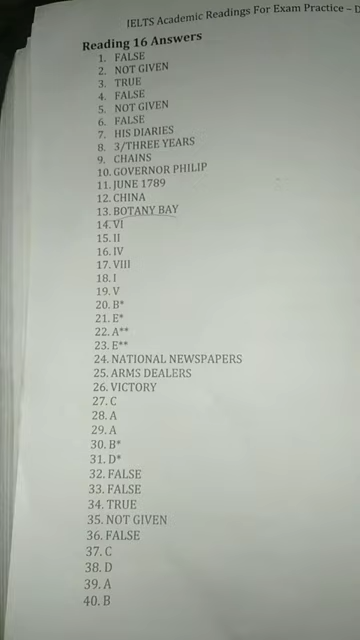 IELTS Academic Readings For Exam Practice –
Reading 16 Answers
1. FALSE
2. NOT GIVEN
3. TRUE
4. FALSE
5. NOT GIVEN
6. FALSE
7. HIS DIARIES
8. 3/THREE YEARS
9. CHAINS
10. GOVERNOR PHILIP
11. JUNE 1789
12. CHINA
13. BOTANY BAY
14. VI
15. II
16. IV
17. VIII
18. I
19. V
20. B*
21. E*
22. A**
23. E**
24. NATIONAL NEWSPAPERS
25. ARMS DEALERS
26. VICTORY
27. C
28. A
29. A
30. B*
31. D*
32. FALSE
33. FALSE
34. TRUE
35. NOT GIVEN
36. FALSE
37. C
38. D
39. A
40. B